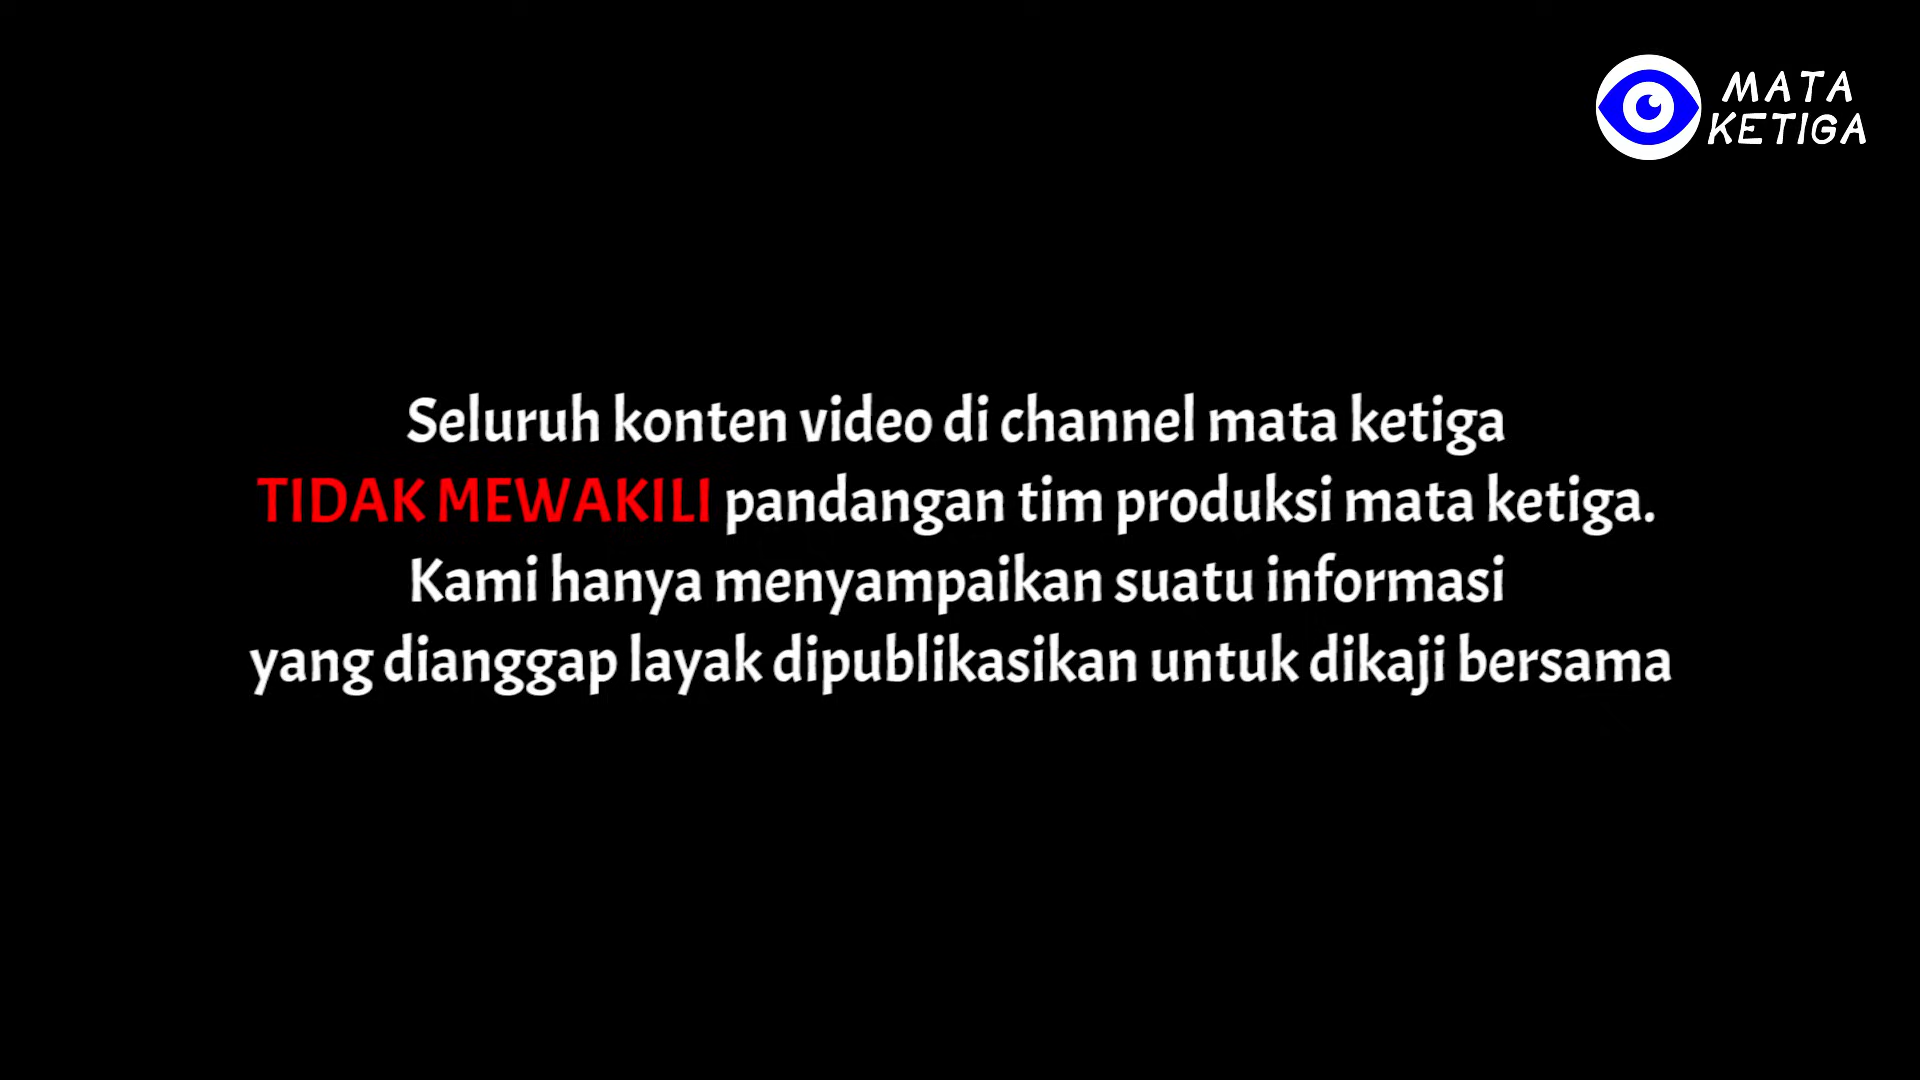 MATA
KETIGA
Seluruh konten video di channel mata ketiga
TIDAK MEWAKILI pandangan tim produksi mata ketiga.
Kami hanya menyampaikan suatu informasi
yang dianggap layak dipublikasikan untuk dikaji bersama